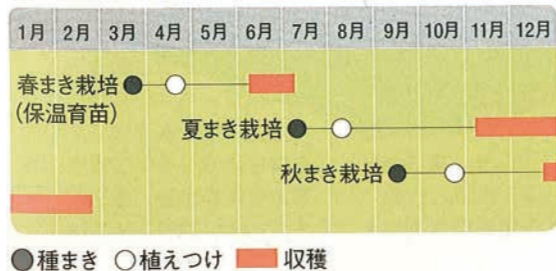 1月 2月 3月 4月 5月 6月 7月 8月 9月 10月 11月 12月
春まき栽培
(保温育苗)
夏まき栽培
秋まき栽培
種まき 植えつけ 収穫